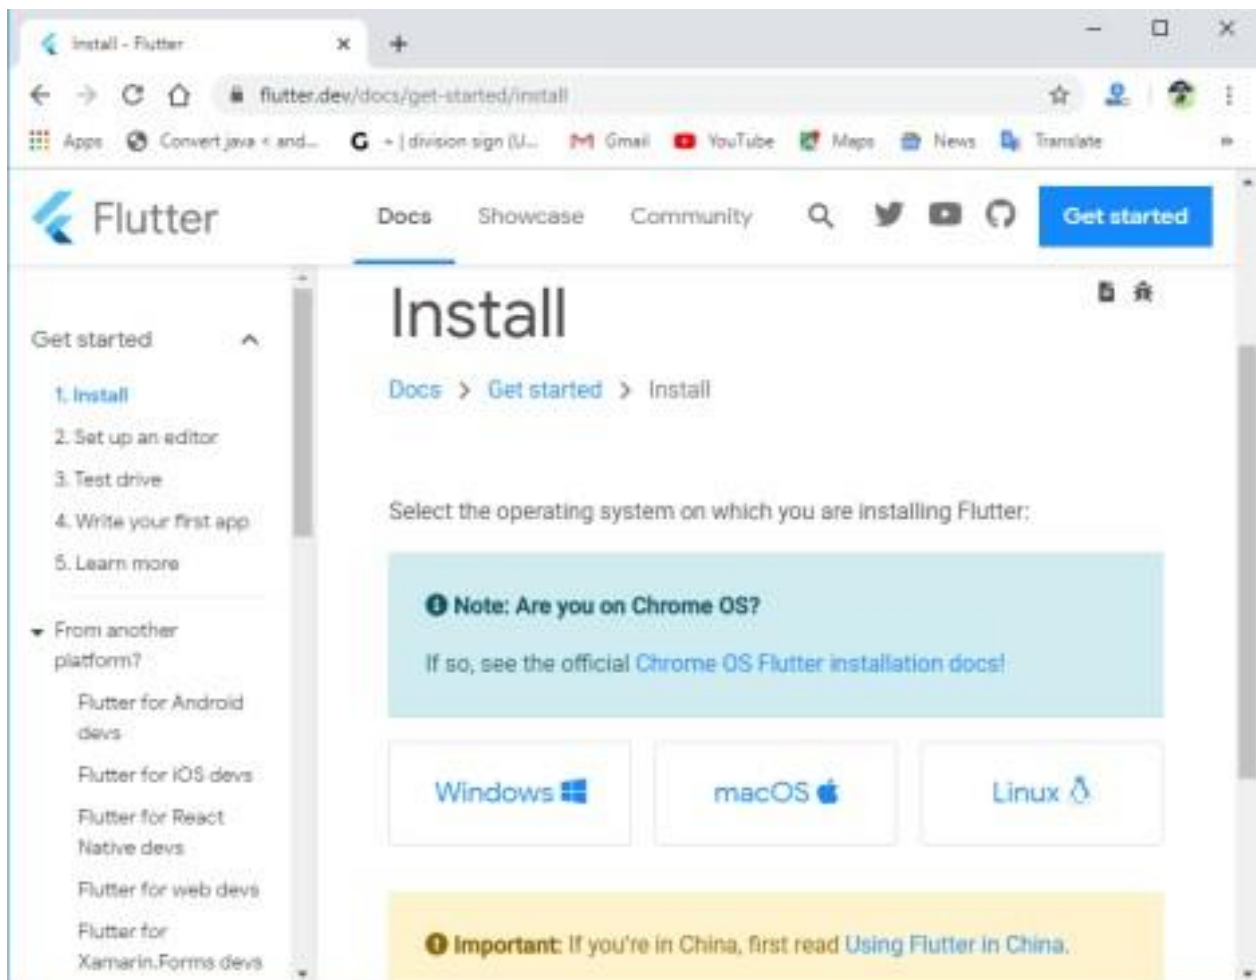 Install - Flutter
flutter.dev/docs/get-started/install
Apps Convert java < and... ÷ | division sign (U... Gmail YouTube Maps News Translate
Flutter Docs Showcase Community Get started
Get started
1. Install
2. Set up an editor
3. Test drive
4. Write your first app
5. Learn more
From another
platform?
Flutter for Android
devs
Flutter for iOS devs
Flutter for React
Native devs
Flutter for web devs
Flutter for
Xamarin.Forms devs
Install
Docs > Get started > Install
Select the operating system on which you are installing Flutter:
Note: Are you on Chrome OS?
If so, see the official Chrome OS Flutter installation docs!
Windows macOS Linux
Important: If you're in China, first read Using Flutter in China.